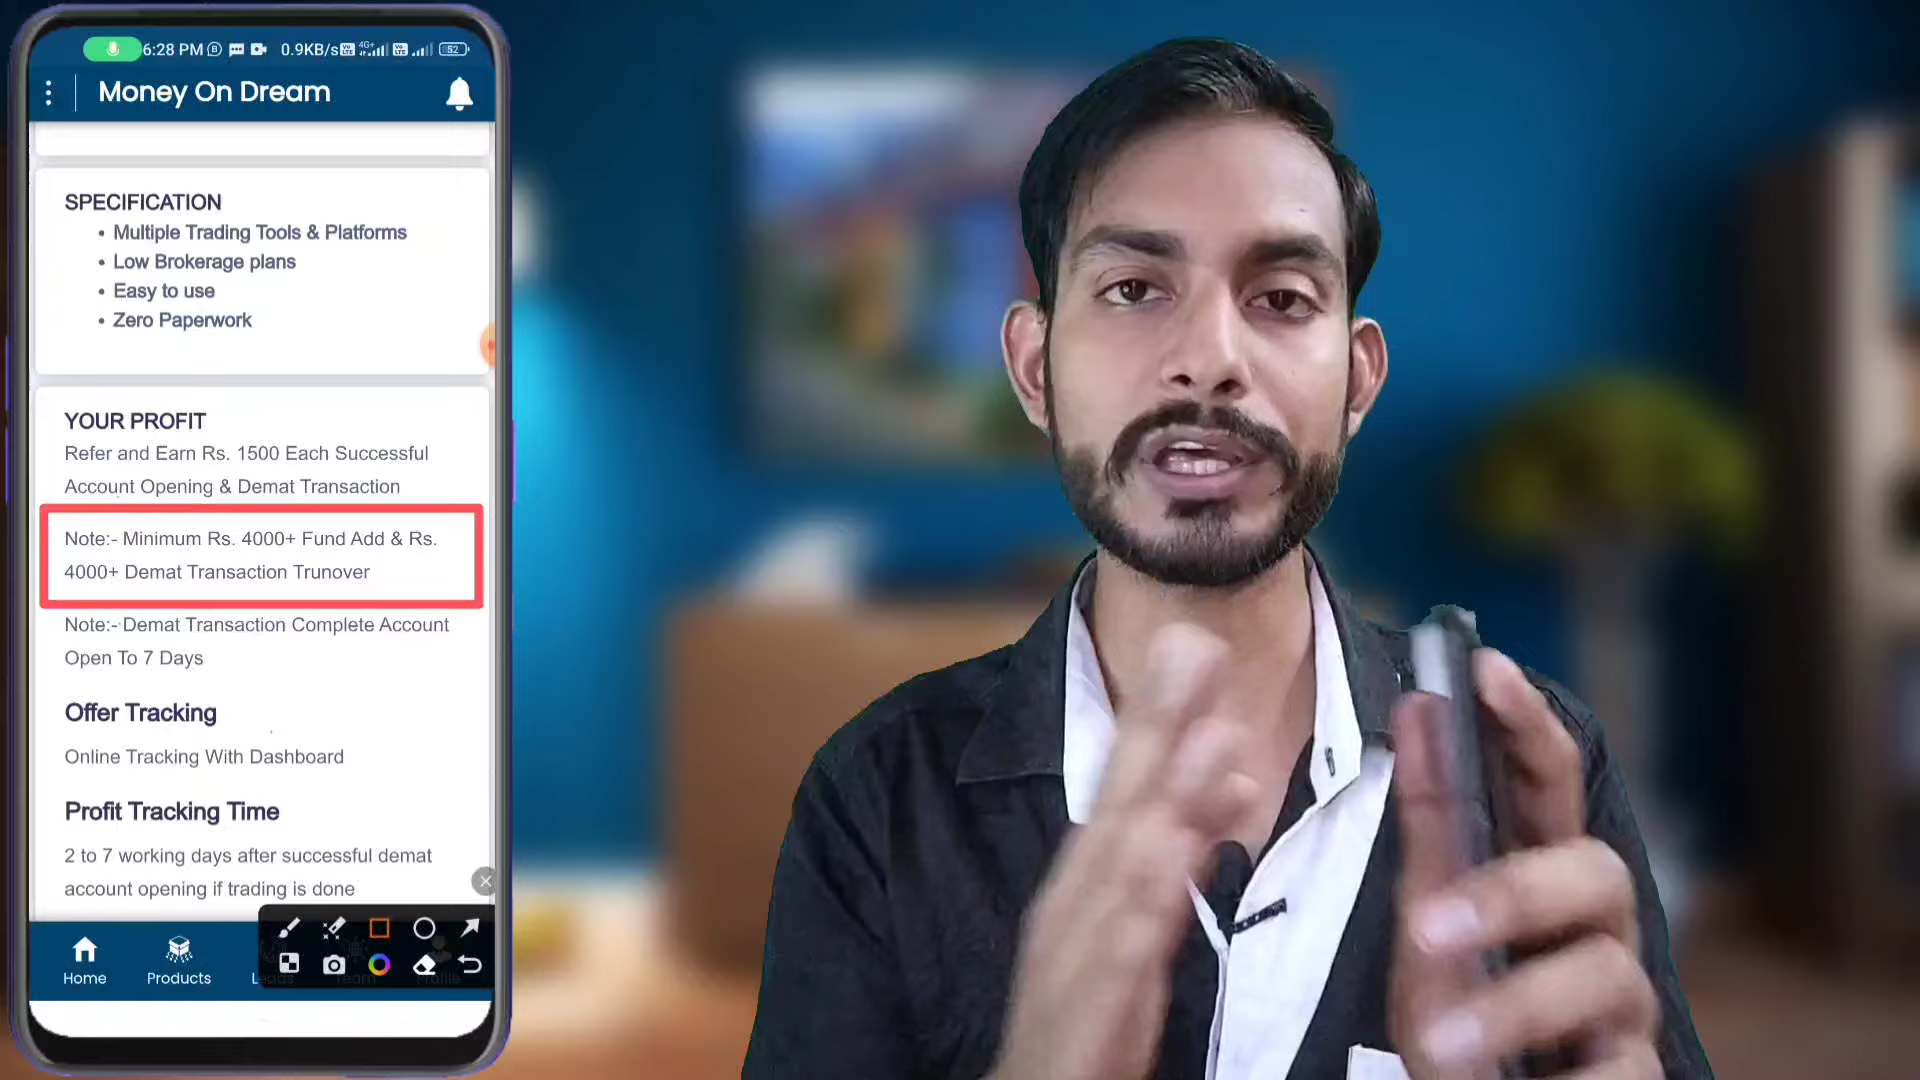 6:28 PM 0.9KB/s 4G+ 52
Money On Dream
SPECIFICATION
• Multiple Trading Tools & Platforms
• Low Brokerage plans
• Easy to use
• Zero Paperwork
YOUR PROFIT
Refer and Earn Rs. 1500 Each Successful
Account Opening & Demat Transaction
Note:- Minimum Rs. 4000+ Fund Add & Rs.
4000+ Demat Transaction Trunover
Note:- Demat Transaction Complete Account
Open To 7 Days
Offer Tracking
Online Tracking With Dashboard
Profit Tracking Time
2 to 7 working days after successful demat
account opening if trading is done
Home Products